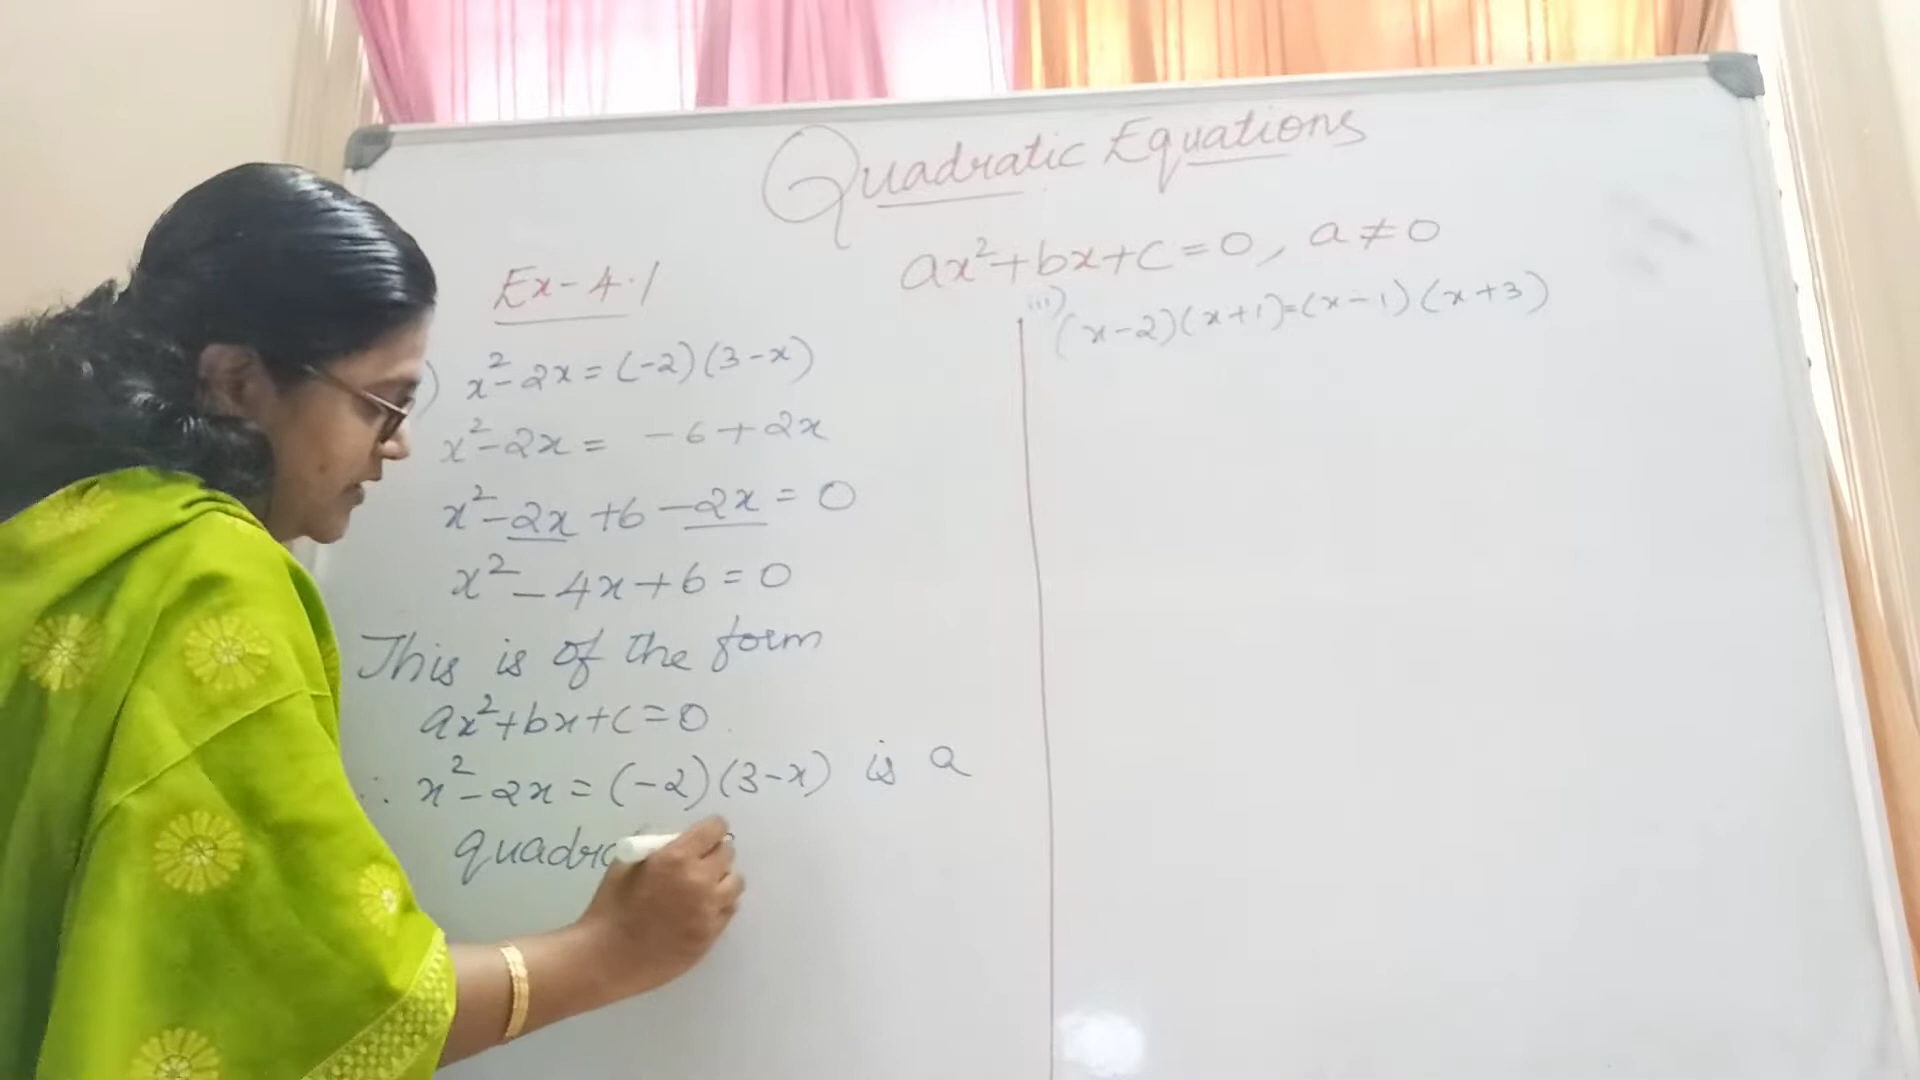 Quadratic Equations
ax²+bx+c=0, a≠0
Ex-4.1
) x²-2x=(-2)(3-x)
x²-2x= -6+2x
x²-2x+6-2x=0
x²-4x+6=0
This is of the form
ax²+bx+c=0
∴ x²-2x=(-2)(3-x) is a
iii)
(x-2)(x+1)=(x-1)(x+3)